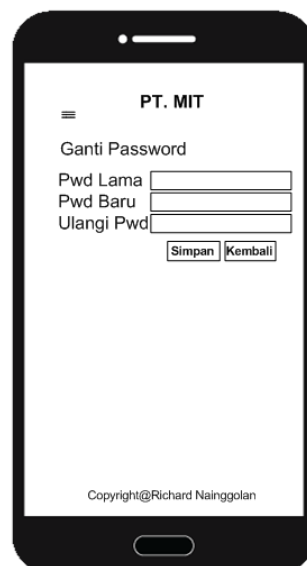 PT. MIT
Ganti Password
Pwd Lama
Pwd Baru
Ulangi Pwd
Simpan Kembali
Copyright@Richard Nainggolan